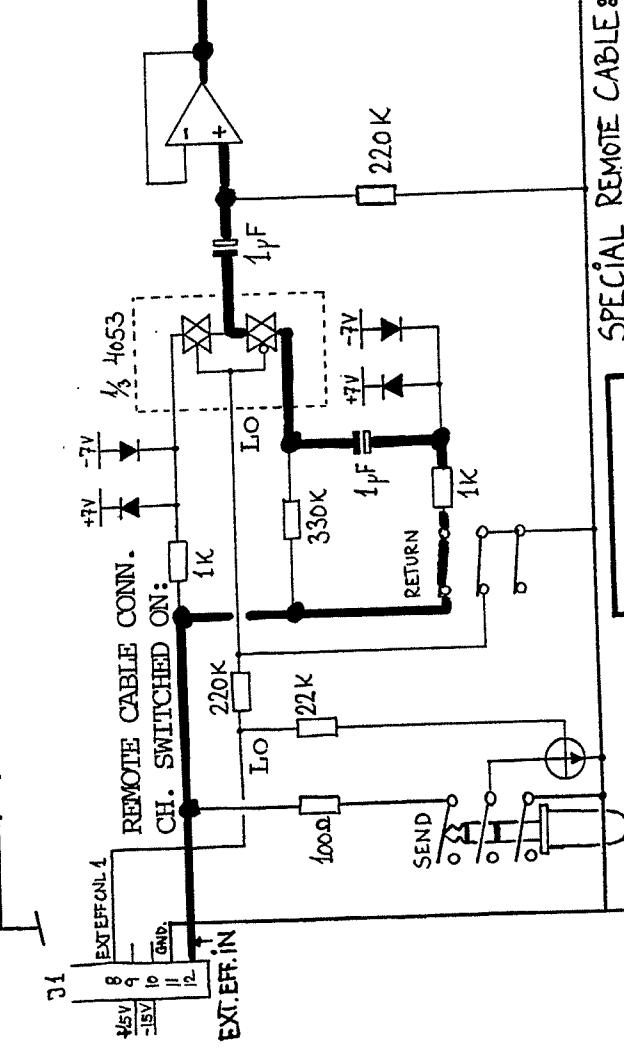 SPECIAL REMOTE CABLE:
-
+
220K
1µF
1/3 4053
-7V
+7V
LO
-7V
+7V
1µF
330K
1K
1K
RETURN
REMOTE CABLE CONN.
CH. SWITCHED ON:
220K
22K
LO
100Ω
SEND
EXT EFF CNL 1
J1
8
9
10
11
12
GND.
+15V
-15V
EXT. EFF. IN